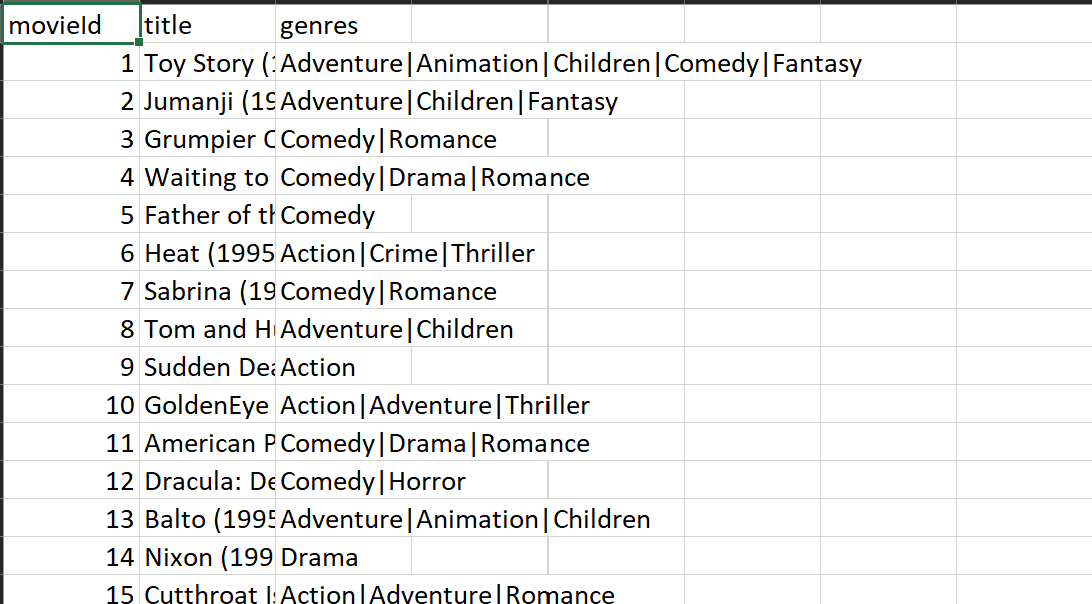 movieId title genres
1 Toy Story ( Adventure|Animation|Children|Comedy|Fantasy
2 Jumanji (19 Adventure|Children|Fantasy
3 Grumpier Comedy|Romance
4 Waiting to Comedy|Drama|Romance
5 Father of th Comedy
6 Heat (1995 Action|Crime|Thriller
7 Sabrina (19 Comedy|Romance
8 Tom and H Adventure|Children
9 Sudden Dea Action
10 GoldenEye Action|Adventure|Thriller
11 American P Comedy|Drama|Romance
12 Dracula: De Comedy|Horror
13 Balto (1995 Adventure|Animation|Children
14 Nixon (199 Drama
15 Cutthroat Is Action|Adventure|Romance